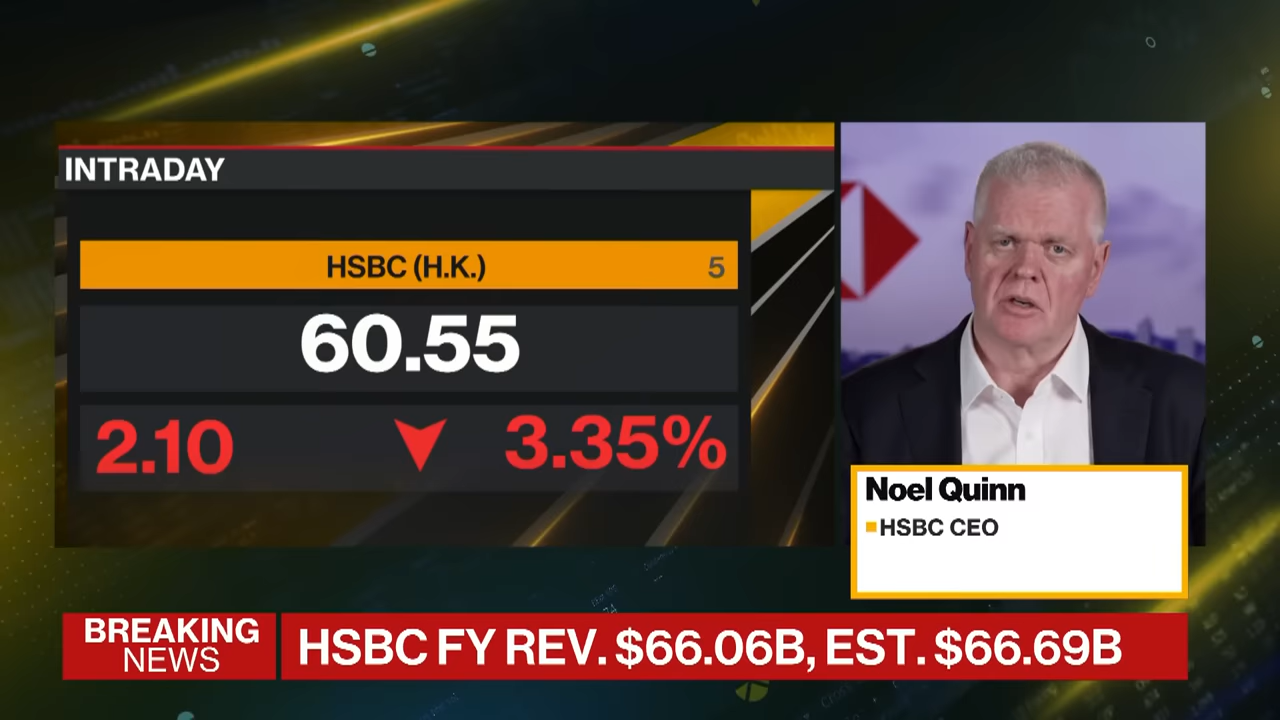 INTRADAY
HSBC (H.K.) 5
60.55
2.10 3.35%
Noel Quinn
HSBC CEO
BREAKING
NEWS
HSBC FY REV. $66.06B, EST. $66.69B